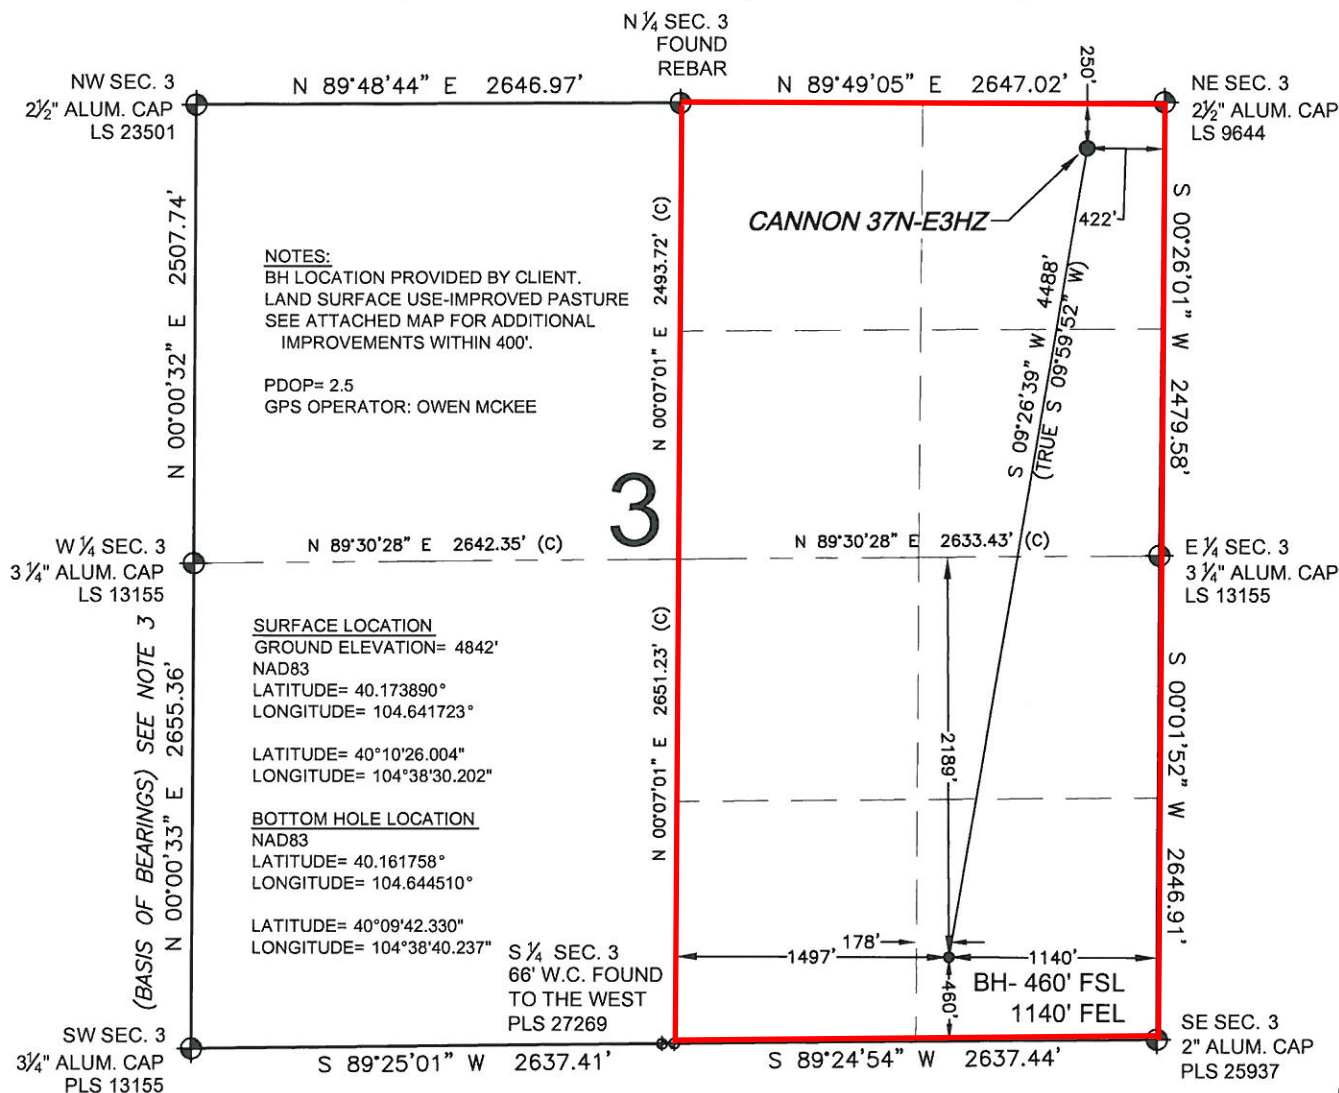 N ¼ SEC. 3
FOUND
REBAR
NW SEC. 3
2½" ALUM. CAP
LS 23501
N 89°48'44" E 2646.97'
N 89°49'05" E 2647.02'
250'
NE SEC. 3
2½" ALUM. CAP
LS 9644
CANNON 37N-E3HZ
422'
N 00°00'32" E 2507.74'
NOTES:
BH LOCATION PROVIDED BY CLIENT.
LAND SURFACE USE-IMPROVED PASTURE
SEE ATTACHED MAP FOR ADDITIONAL
IMPROVEMENTS WITHIN 400'.
PDOP= 2.5
GPS OPERATOR: OWEN MCKEE
N 00°07'01" E 2493.72' (C)
S 09°26'39" W 4488'
(TRUE S 09°59'52" W)
S 00°26'01" W 2479.58'
3
W ¼ SEC. 3
3 ¼" ALUM. CAP
LS 13155
N 89°30'28" E 2642.35' (C)
N 89°30'28" E 2633.43' (C)
E ¼ SEC. 3
3 ¼" ALUM. CAP
LS 13155
(BASIS OF BEARINGS) SEE NOTE 3
N 00°00'33" E 2655.36'
SURFACE LOCATION
GROUND ELEVATION= 4842'
NAD83
LATITUDE= 40.173890°
LONGITUDE= 104.641723°
LATITUDE= 40°10'26.004"
LONGITUDE= 104°38'30.202"
BOTTOM HOLE LOCATION
NAD83
LATITUDE= 40.161758°
LONGITUDE= 104.644510°
LATITUDE= 40°09'42.330"
LONGITUDE= 104°38'40.237"
N 00°07'01" E 2651.23' (C)
2189'
S 00°01'52" W 2646.91'
178'
1497'
1140'
460'
BH- 460' FSL
1140' FEL
S ¼ SEC. 3
66' W.C. FOUND
TO THE WEST
PLS 27269
SW SEC. 3
3¼" ALUM. CAP
PLS 13155
S 89°25'01" W 2637.41'
S 89°24'54" W 2637.44'
SE SEC. 3
2" ALUM. CAP
PLS 25937